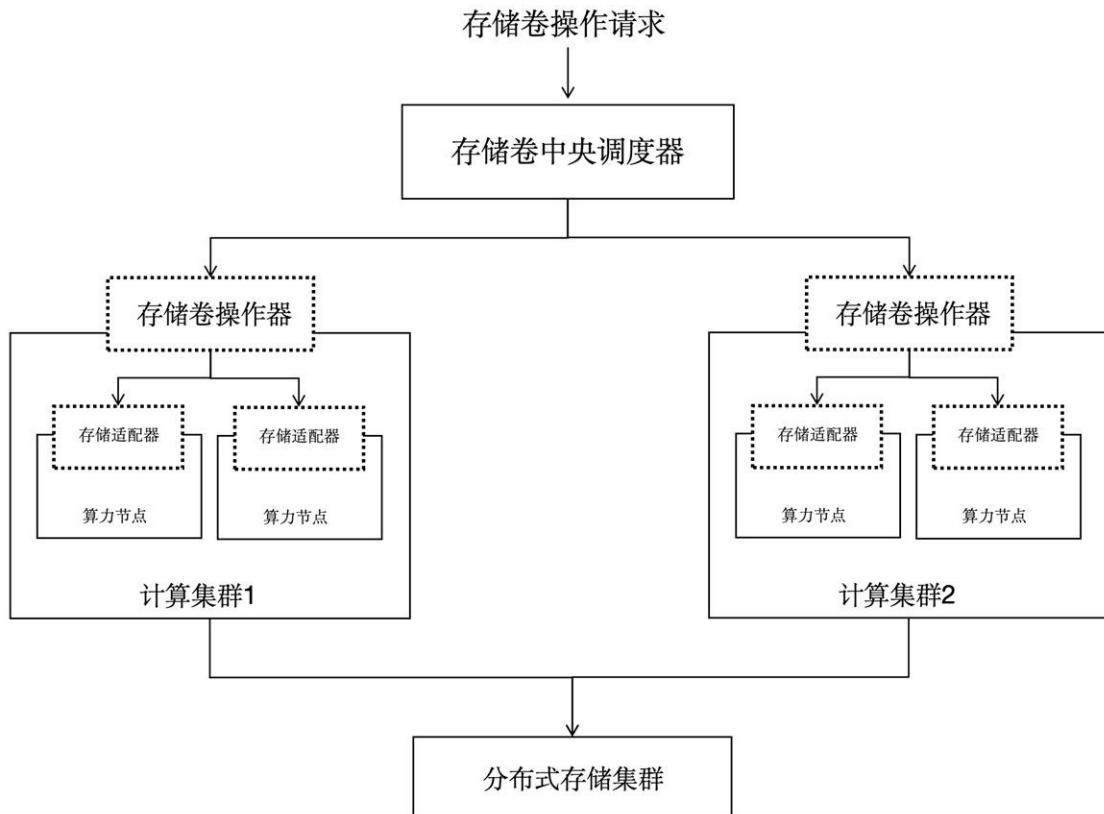 存储卷操作请求
存储卷中央调度器
存储卷操作器
存储卷操作器
存储适配器
存储适配器
存储适配器
存储适配器
算力节点
算力节点
算力节点
算力节点
计算集群1
计算集群2
分布式存储集群